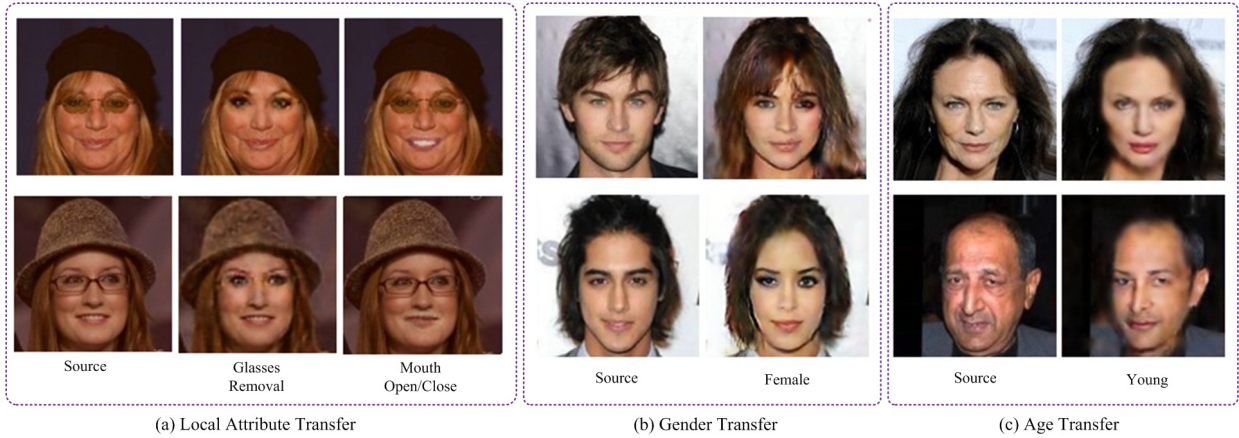 Source
Glasses
Removal
Mouth
Open/Close
Source
Female
Source
Young
(a) Local Attribute Transfer
(b) Gender Transfer
(c) Age Transfer